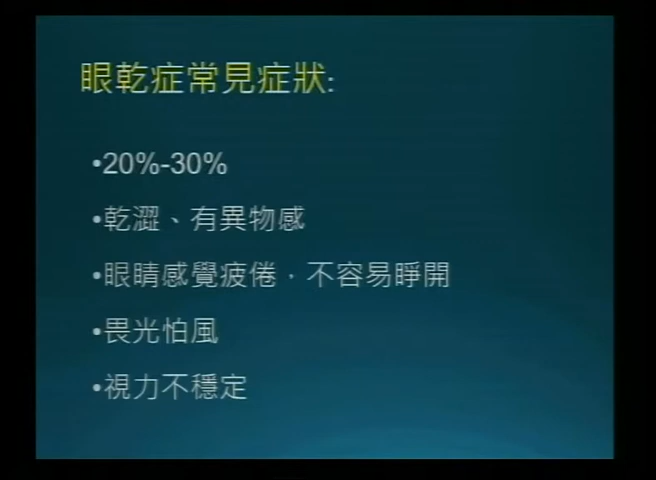 眼乾症常見症狀:
•20%-30%
•乾澀、有異物感
•眼睛感覺疲倦，不容易睜開
•畏光怕風
•視力不穩定